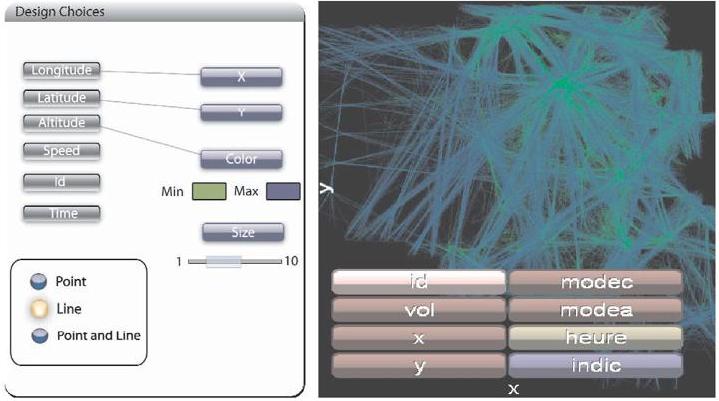 Design Choices
Longitude
Latitude
Altitude
Speed
Id
Time
X
Y
Color
Min Max
Size
1 10
Point
Line
Point and Line
y
id modec
vol modea
x heure
y indic
x